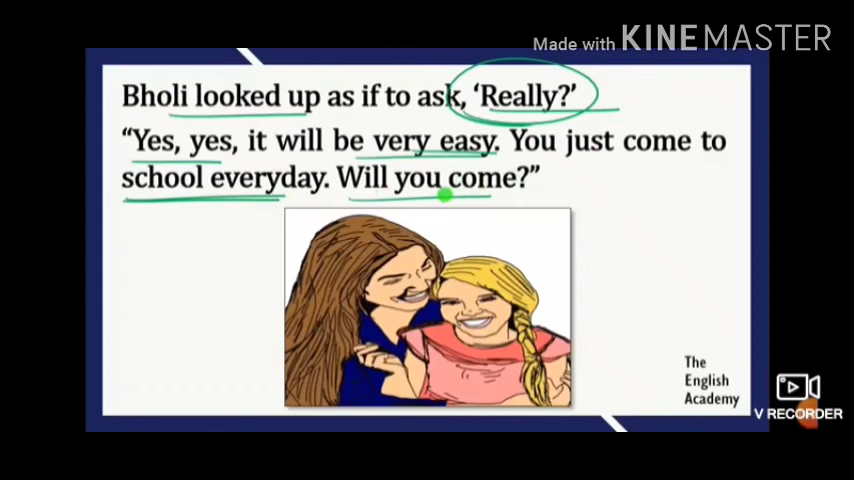 Made with KINEMASTER
Bholi looked up as if to ask, ‘Really?’
“Yes, yes, it will be very easy. You just come to
school everyday. Will you come?”
The
English
Academy
V RECORDER